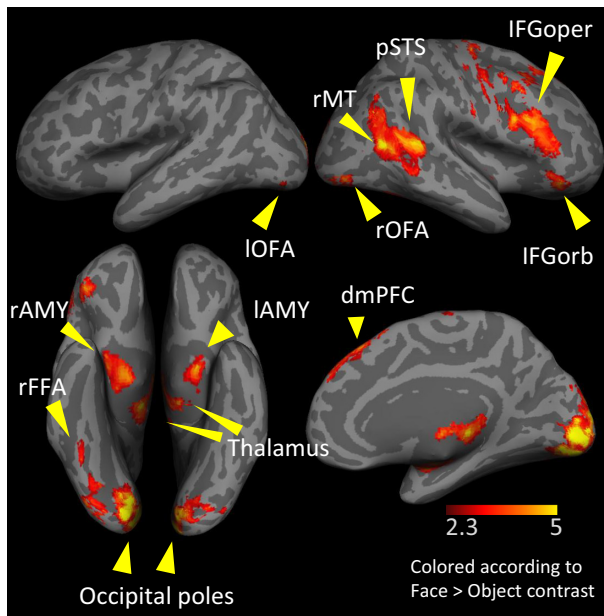 IFGoper
pSTS
rMT
lOFA
rOFA
IFGorb
rAMY
lAMY
dmPFC
rFFA
Thalamus
2.3 5
Colored according to
Face > Object contrast
Occipital poles